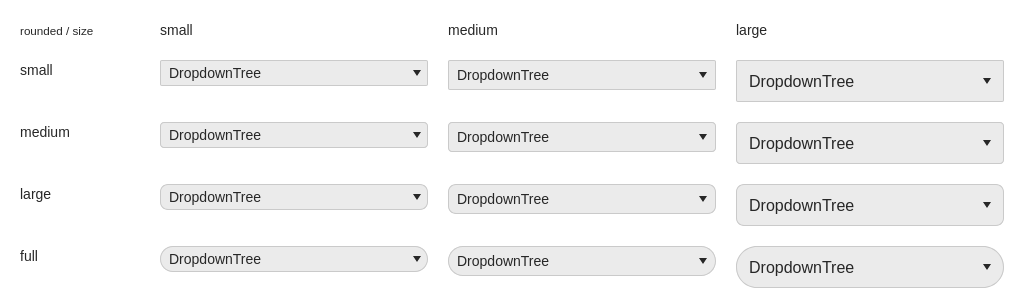 rounded / size small medium large
small DropdownTree DropdownTree DropdownTree
medium DropdownTree DropdownTree DropdownTree
large DropdownTree DropdownTree DropdownTree
full DropdownTree DropdownTree DropdownTree